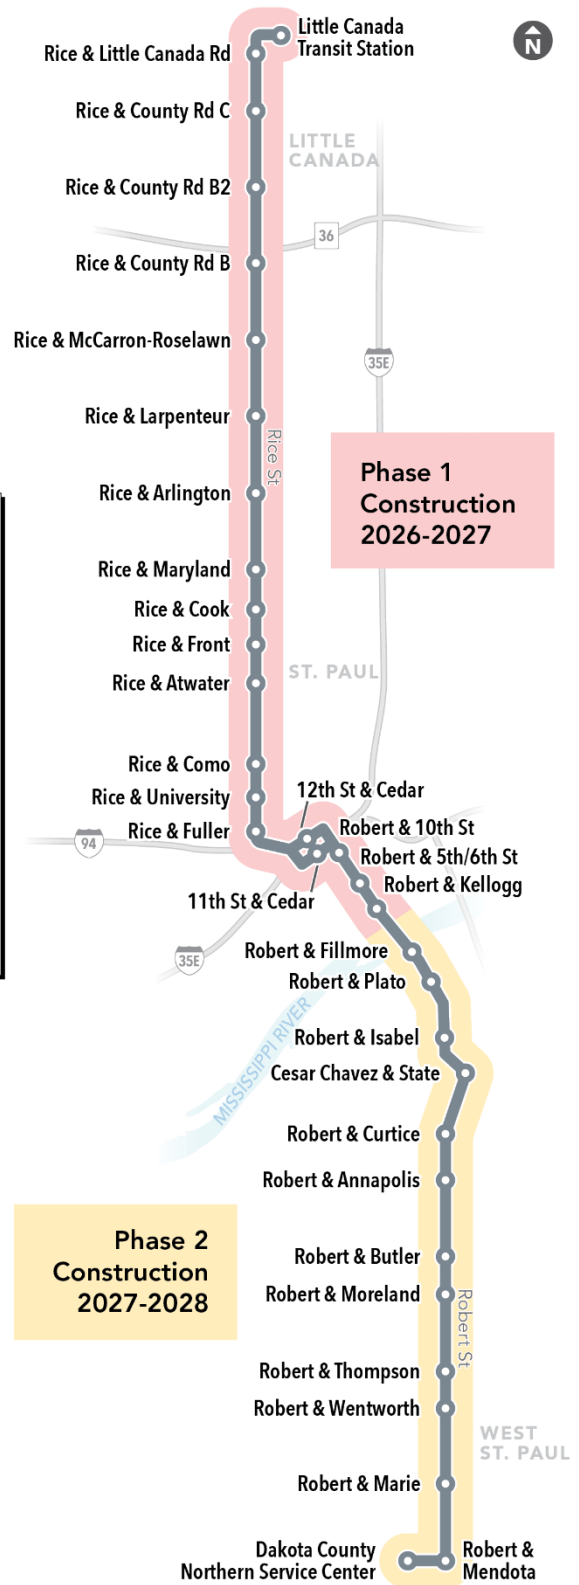 Little Canada
Transit Station
N
Rice & Little Canada Rd
Rice & County Rd C
LITTLE
CANADA
Rice & County Rd B2
36
Rice & County Rd B
Rice & McCarron-Roselawn
35E
Rice & Larpenteur
Rice St
Phase 1
Construction
2026-2027
Rice & Arlington
Rice & Maryland
Rice & Cook
Rice & Front
ST. PAUL
Rice & Atwater
Rice & Como
12th St & Cedar
Rice & University
Rice & Fuller
Robert & 10th St
94
Robert & 5th/6th St
Robert & Kellogg
11th St & Cedar
Robert & Fillmore
35E
Robert & Plato
MISSISSIPPI RIVER
Robert & Isabel
Cesar Chavez & State
Robert & Curtice
Robert & Annapolis
Phase 2
Construction
2027-2028
Robert & Butler
Robert & Moreland
Robert St
Robert & Thompson
Robert & Wentworth
WEST
ST. PAUL
Robert & Marie
Dakota County
Northern Service Center
Robert &
Mendota